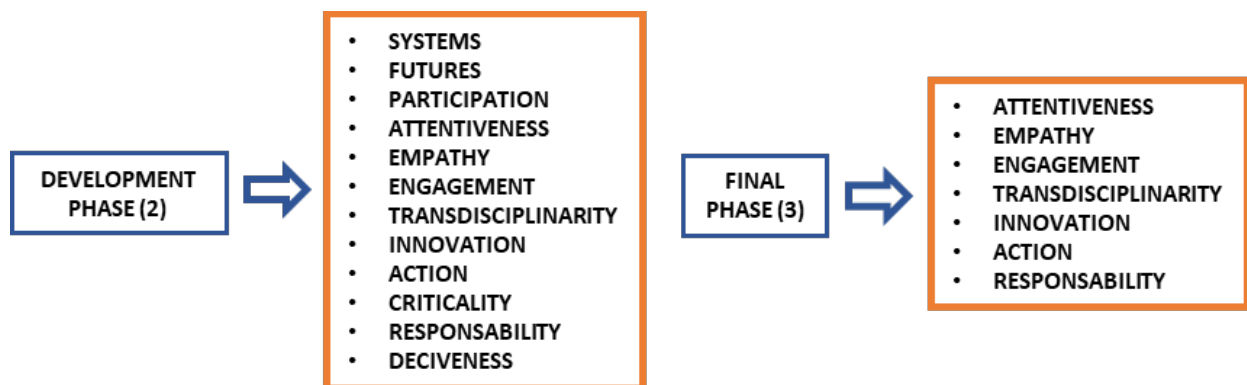 DEVELOPMENT
PHASE (2)
• SYSTEMS
• FUTURES
• PARTICIPATION
• ATTENTIVENESS
• EMPATHY
• ENGAGEMENT
• TRANSDISCIPLINARITY
• INNOVATION
• ACTION
• CRITICALITY
• RESPONSABILITY
• DECIVENESS
FINAL
PHASE (3)
• ATTENTIVENESS
• EMPATHY
• ENGAGEMENT
• TRANSDISCIPLINARITY
• INNOVATION
• ACTION
• RESPONSABILITY